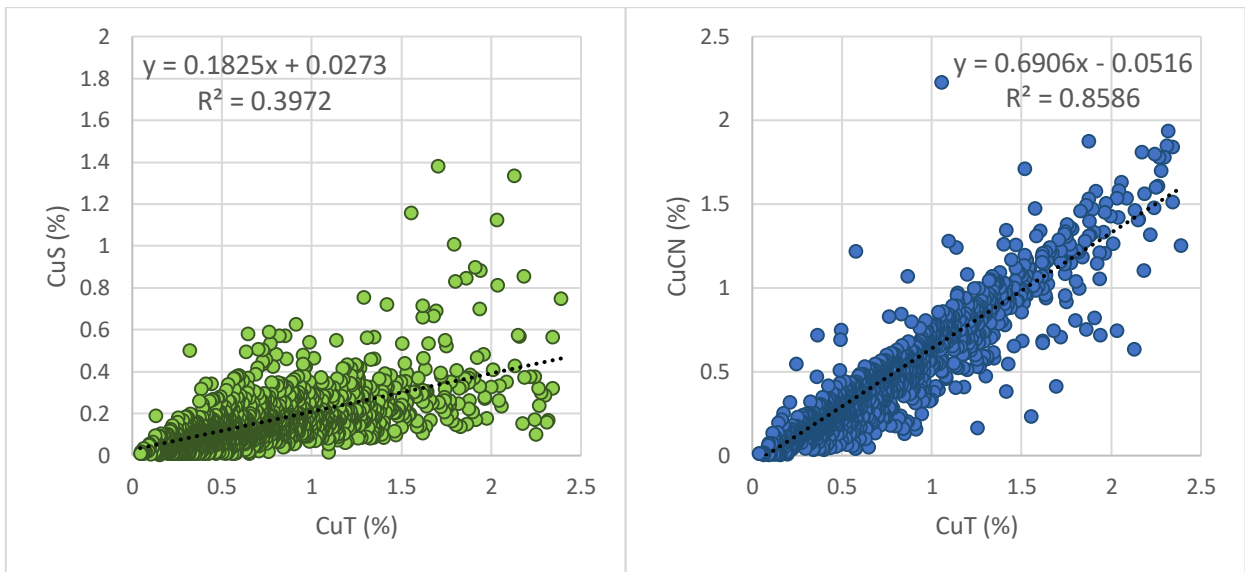 y = 0.1825x + 0.0273
R² = 0.3972
2
1.8
1.6
1.4
1.2
1
0.8
0.6
0.4
0.2
0
CuS (%)
0 0.5 1 1.5 2 2.5
CuT (%)
y = 0.6906x - 0.0516
R² = 0.8586
2.5
2
1.5
1
0.5
0
CuCN (%)
0 0.5 1 1.5 2 2.5
CuT (%)